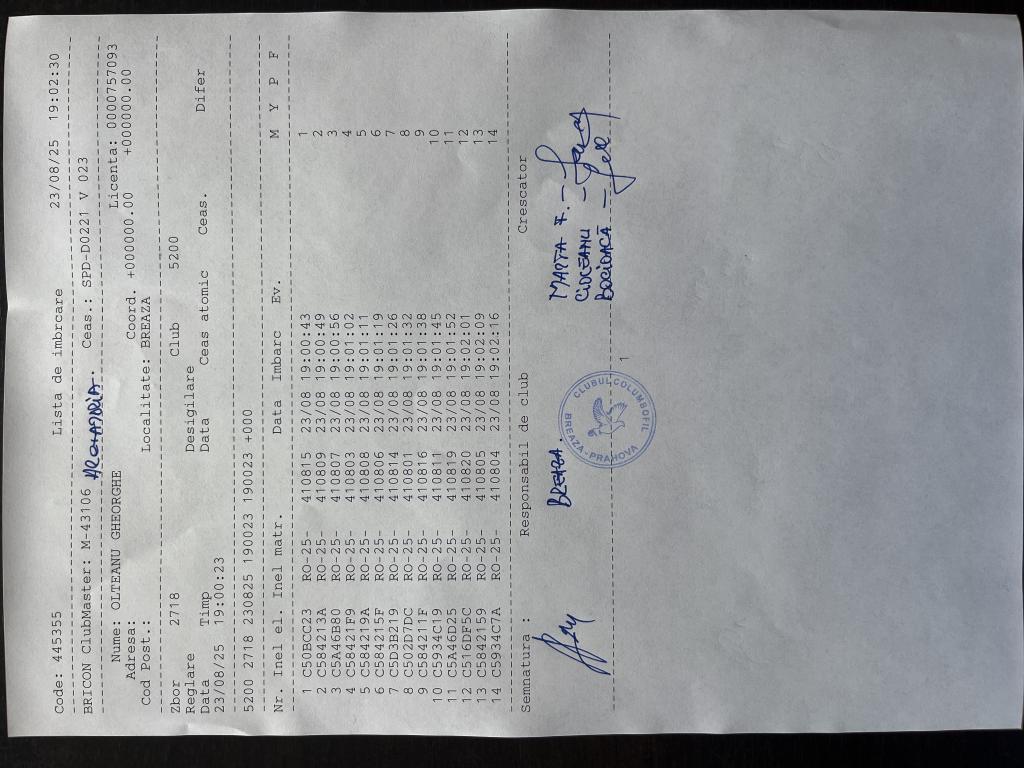 Code: 445355 Lista de imbarcare 23/08/25 19:02:30
BRICON ClubMaster: M-43106 Ceas.: SPD-D0221 V 023
Nume: OLTEANU GHEORGHE Licenta: 0000757093
Adresa: Coord. +000000.00 +000000.00
Cod Post.: Localitate: BREAZA
Zbor 2718 Club 5200
Reglare Desigilare
Data Timp Data Ceas atomic Ceas. Difer
23/08/25 19:00:23
5200 2718 230825 190023 190023 +000
Nr. Inel el. Inel matr. Data Imbarc Ev. M Y P F
1 C50BCC23 RO-25- 410815 23/08 19:00:43 1
2 C584213A RO-25- 410809 23/08 19:00:49 2
3 C5A4EB80 RO-25- 410807 23/08 19:00:56 3
4 C58421F9 RO-25- 410803 23/08 19:01:02 4
5 C584219A RO-25- 410808 23/08 19:01:11 5
6 C584215F RO-25- 410806 23/08 19:01:19 6
7 C5D3B219 RO-25- 410814 23/08 19:01:26 7
8 C502D7DC RO-25- 410801 23/08 19:01:32 8
9 C584211F RO-25- 410816 23/08 19:01:38 9
10 C5934C19 RO-25- 410811 23/08 19:01:45 10
11 C5A46D25 RO-25- 410819 23/08 19:01:52 11
12 C516DF5C RO-25- 410820 23/08 19:02:01 12
13 C5842159 RO-25- 410805 23/08 19:02:09 13
14 C5934C7A RO-25- 410804 23/08 19:02:16 14
Semnatura : Responsabil de club Crescator
BREAZA. MARTA F.
CIOCEANU
BOCIOACĂ
CLUBUL COLUMBOFIL
BREAZA-PRAHOVA
1